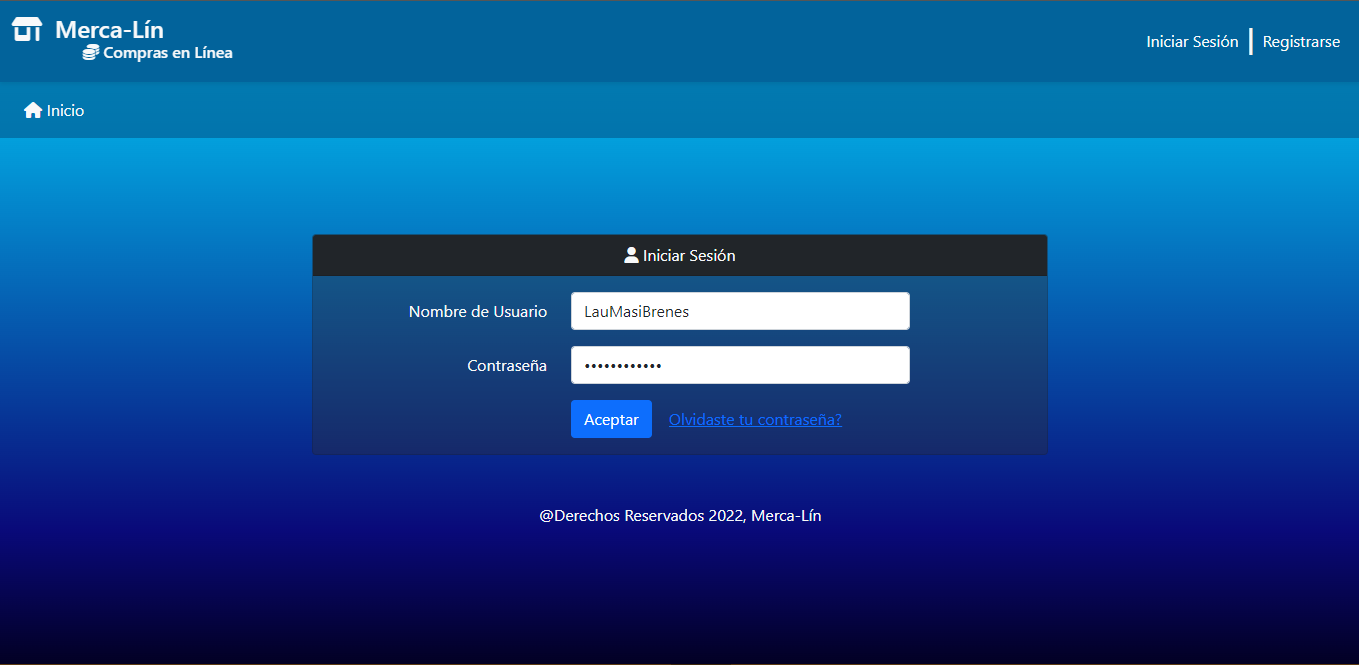 Merca-Lín
Compras en Línea
Iniciar Sesión
Registrarse
Inicio
Iniciar Sesión
Nombre de Usuario
LauMasiBrenes
Contraseña
••••••••••••
Aceptar
Olvidaste tu contraseña?
@Derechos Reservados 2022, Merca-Lín